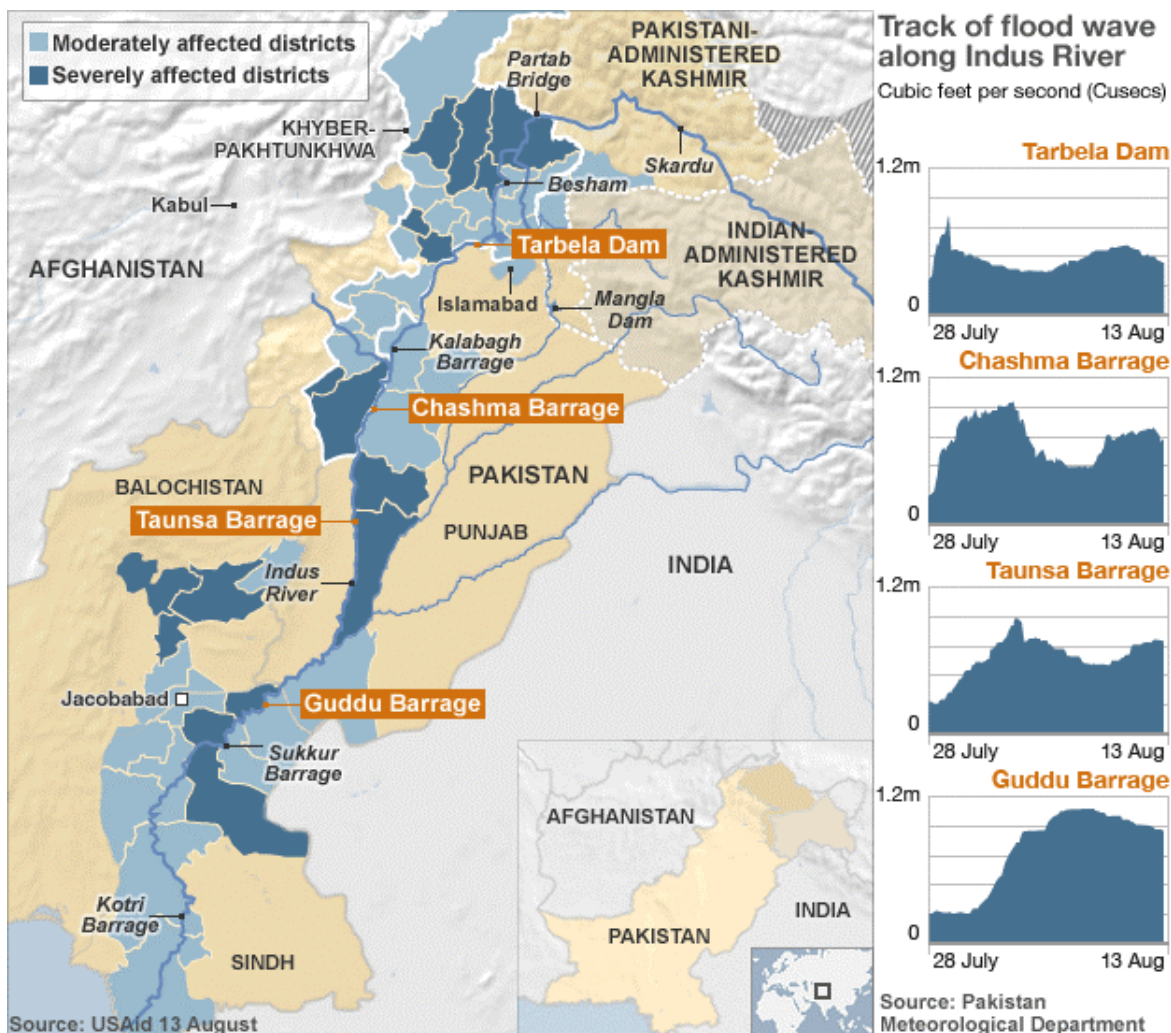 Moderately affected districts
Severely affected districts
PAKISTANI-
ADMINISTERED
KASHMIR
Partab
Bridge
KHYBER-
PAKHTUNKHWA
Skardu
Besham
Kabul
Tarbela Dam
INDIAN-
ADMINISTERED
KASHMIR
AFGHANISTAN
Islamabad
Mangla
Dam
Kalabagh
Barrage
Chashma Barrage
PAKISTAN
BALOCHISTAN
Taunsa Barrage
PUNJAB
INDIA
Indus
River
Jacobabad
Guddu Barrage
Sukkur
Barrage
AFGHANISTAN
Kotri
Barrage
INDIA
PAKISTAN
SINDH
Source: USAid 13 August
Track of flood wave
along Indus River
Cubic feet per second (Cusecs)
Tarbela Dam
1.2m
0
28 July 13 Aug
Chashma Barrage
1.2m
0
28 July 13 Aug
Taunsa Barrage
1.2m
0
28 July 13 Aug
Guddu Barrage
1.2m
0
28 July 13 Aug
Source: Pakistan
Meteorological Department